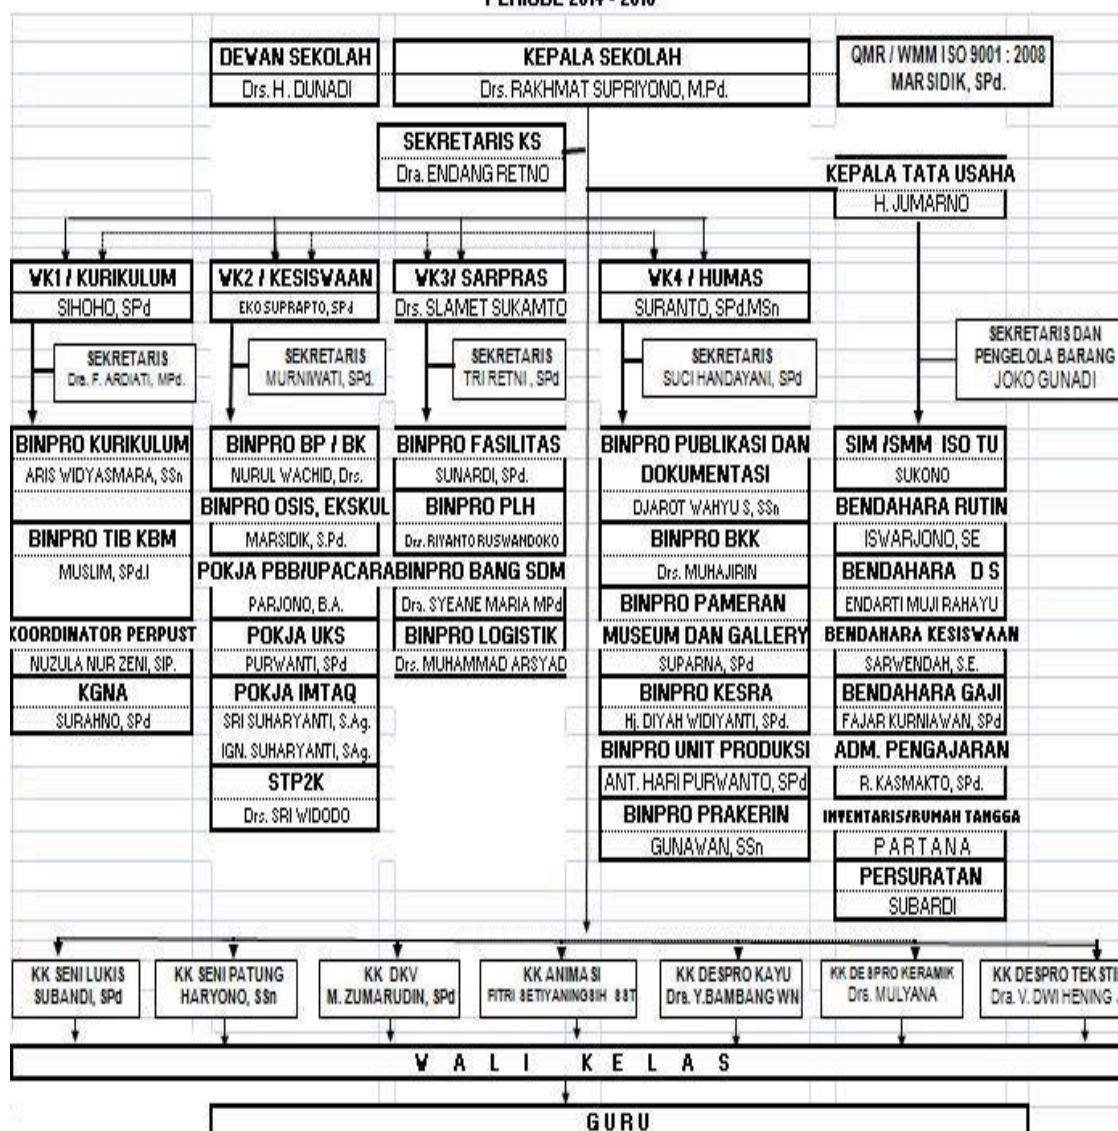 DEWAN SEKOLAH
Drs. H. DUNADI
KEPALA SEKOLAH
Drs. RAKHMAT SUPRIYONO, M.Pd.
QMR / WMM ISO 9001 : 2008
MARSIDIK, SPd.
SEKRETARIS KS
Dra. ENDANG RETNO
KEPALA TATA USAHA
H. JUMARNO
WK1 / KURIKULUM
SIHOHO, SPd
WK2 / KESISWAAN
EKO SUPRAPTO, SPd
WK3/ SARPRAS
Drs. SLAMET SUKAMTO
WK4 / HUMAS
SURANTO, SPd.MSn
SEKRETARIS
Dra. F. ARDIATI, MPd.
SEKRETARIS
MURNIWATI, SPd.
SEKRETARIS
TRI RETNI , SPd
SEKRETARIS
SUCI HANDAYANI, SPd
SEKRETARIS DAN
PENGELOLA BARANG
JOKO GUNADI
BINPRO KURIKULUM
ARIS WIDYASMARA, SSn
BINPRO TIB KBM
MUSLIM, SPd.I
KOORDINATOR PERPUST
NUZULA NUR ZENI, SIP.
KGNA
SURAHNO, SPd
BINPRO BP / BK
NURUL WACHID, Drs.
BINPRO OSIS, EKSKUL
MARSIDIK, S.Pd.
POKJA PBB/UPACARA
PARJONO, B.A.
POKJA UKS
PURWANTI, SPd
POKJA IMTAQ
SRI SUHARYANTI, S.Ag.
IGN. SUHARYANTI, SAg.
STP2K
Drs. SRI WIDODO
BINPRO FASILITAS
SUNARDI, SPd.
BINPRO PLH
Drs. RIYANTO RUSWANDOKO
BINPRO BANG SDM
Dra. SYEANE MARIA MPd
BINPRO LOGISTIK
Drs. MUHAMMAD ARSYAD
BINPRO PUBLIKASI DAN
DOKUMENTASI
DJAROT WAHYU S, SSn
BINPRO BKK
Drs. MUHAJIRIN
BINPRO PAMERAN
MUSEUM DAN GALLERY
SUPARNA, SPd
BINPRO KESRA
Hj. DIYAH WIDIYANTI, SPd.
BINPRO UNIT PRODUKSI
ANT. HARI PURWANTO, SPd
BINPRO PRAKERIN
GUNAWAN, SSn
SIM /SMM ISO TU
SUKONO
BENDAHARA RUTIN
ISWARJONO, SE
BENDAHARA D S
ENDARTI MUJI RAHAYU
BENDAHARA KESISWAAN
SARWENDAH, S.E.
BENDAHARA GAJI
FAJAR KURNIAWAN, SPd
ADM. PENGAJARAN
R. KASMAKTO, SPd.
INVENTARIS/RUMAH TANGGA
P A R T A N A
PERSURATAN
SUBARDI
KK SENI LUKIS
SUBANDI, SPd
KK SENI PATUNG
HARYONO, SSn
KK DKV
M. ZUMARUDIN, SPd
KK ANIMASI
FITRI SETIYANINGSIH SST
KK DESPRO KAYU
Dra. Y.BAMBANG WN
KK DESPRO KERAMIK
Drs. MULYANA
KK DESPRO TEKSTI
Dra. V. DWI HENING
W A L I K E L A S
GURU